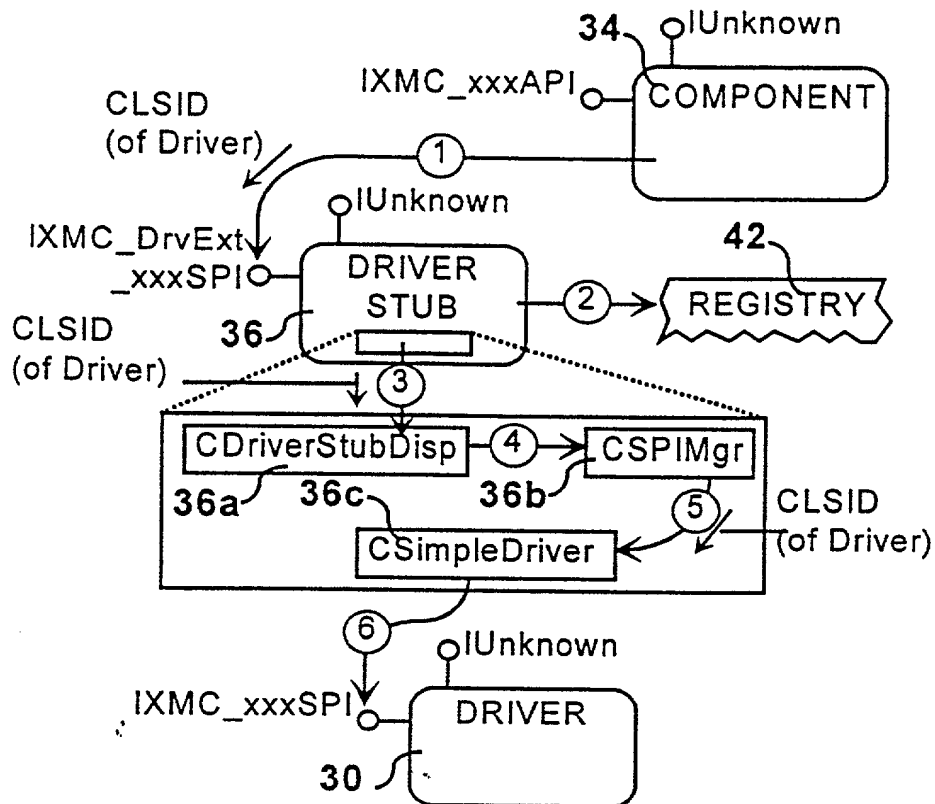 34
IUnknown
IXMC_xxxAPI
COMPONENT
CLSID
(of Driver)
1
IUnknown
IXMC_DrvExt
_xxxSPI
DRIVER
STUB
36
2
42
REGISTRY
CLSID
(of Driver)
3
CDriverStubDisp
4
CSPIMgr
36a
36c
36b
5
CLSID
(of Driver)
CSimpleDriver
6
IUnknown
IXMC_xxxSPI
DRIVER
30